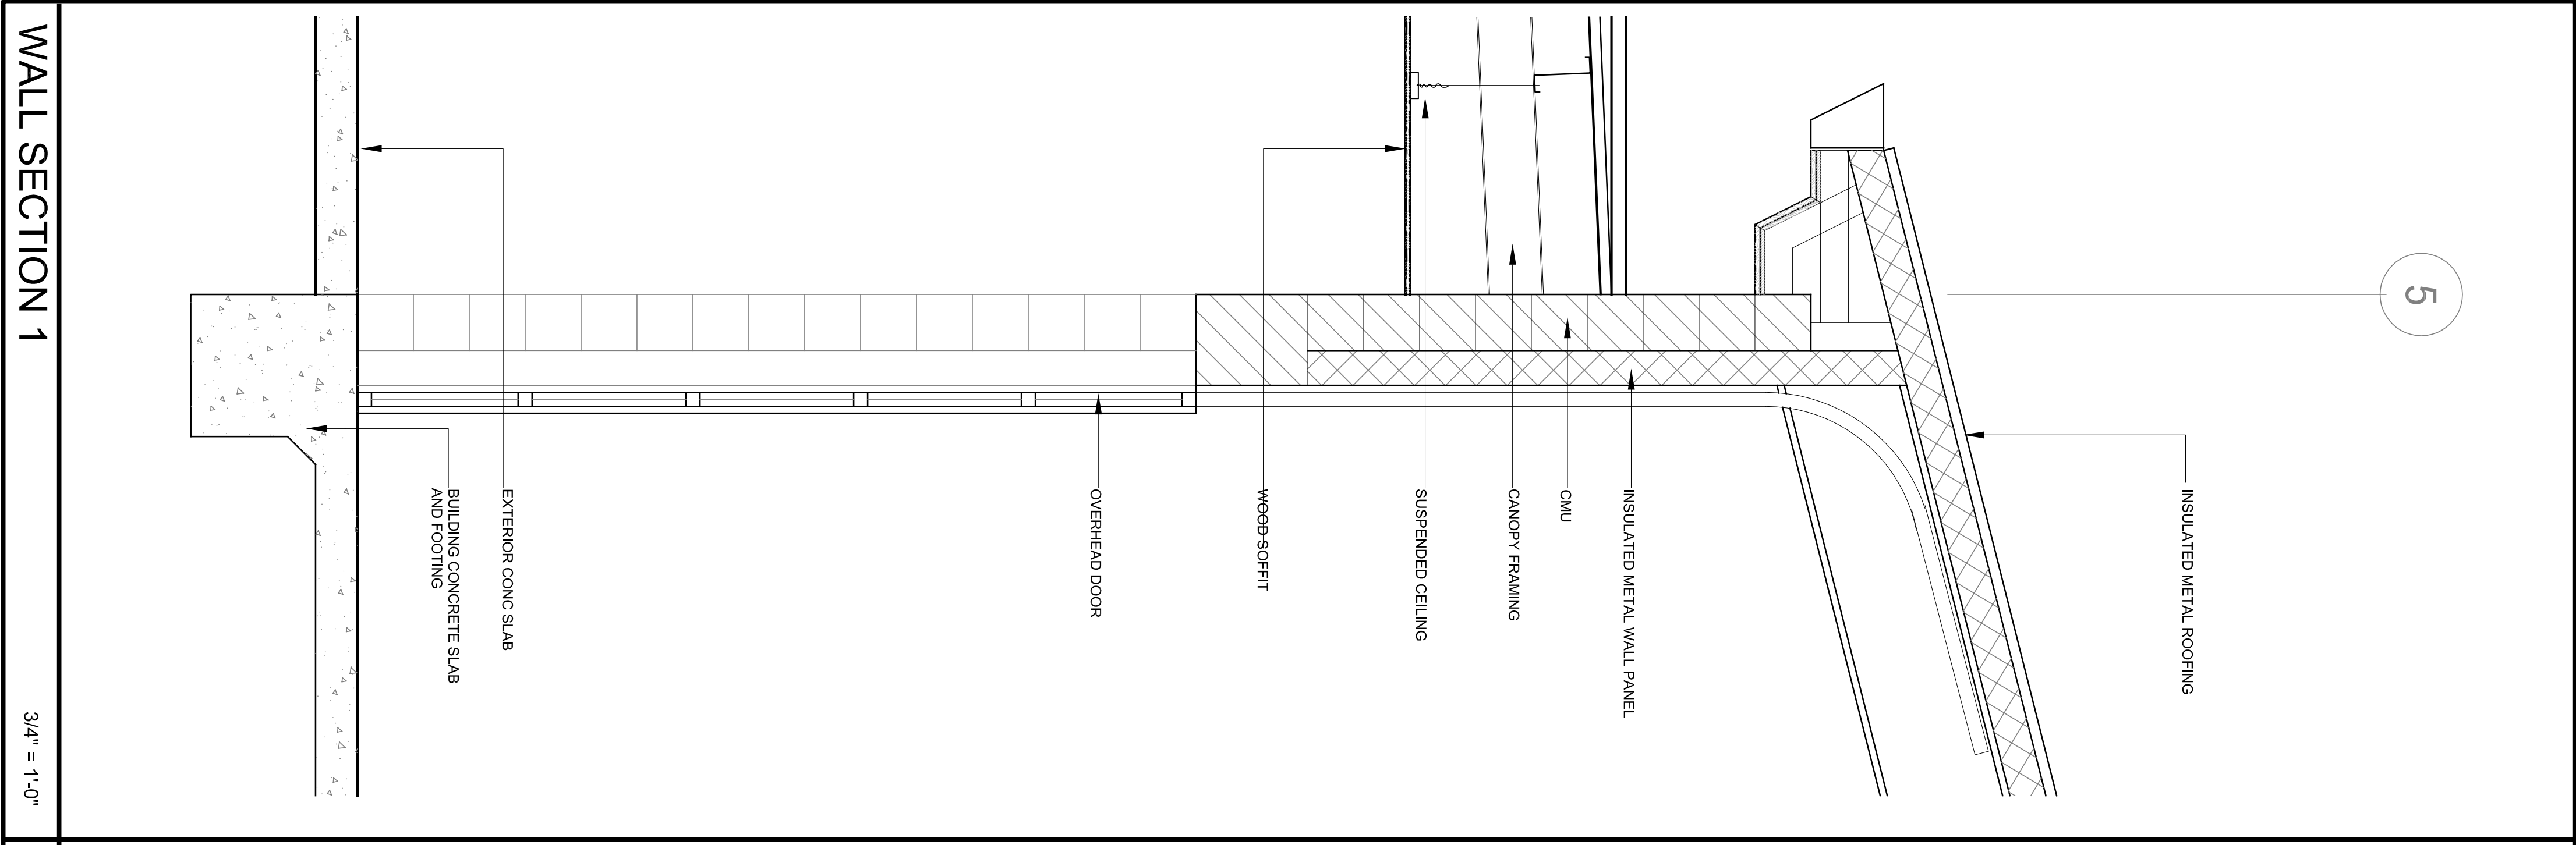 5
INSULATED METAL ROOFING
INSULATED METAL WALL PANEL
CMU
CANOPY FRAMING
SUSPENDED CEILING
WOOD SOFFIT
OVERHEAD DOOR
EXTERIOR CONC SLAB
BUILDING CONCRETE SLAB
AND FOOTING
WALL SECTION 1
3/4" = 1'-0"